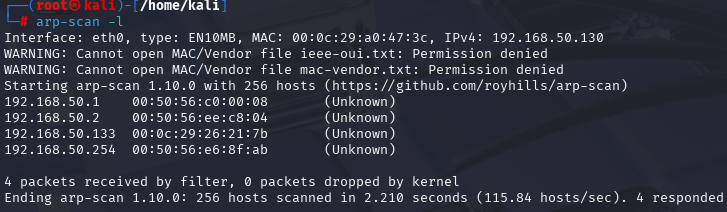 ┌──(root㉿kali)-[/home/kali]
└─# arp-scan -l
Interface: eth0, type: EN10MB, MAC: 00:0c:29:a0:47:3c, IPv4: 192.168.50.130
WARNING: Cannot open MAC/Vendor file ieee-oui.txt: Permission denied
WARNING: Cannot open MAC/Vendor file mac-vendor.txt: Permission denied
Starting arp-scan 1.10.0 with 256 hosts (https://github.com/royhills/arp-scan)
192.168.50.1 00:50:56:c0:00:08 (Unknown)
192.168.50.2 00:50:56:ee:c8:04 (Unknown)
192.168.50.133 00:0c:29:26:21:7b (Unknown)
192.168.50.254 00:50:56:e6:8f:ab (Unknown)
4 packets received by filter, 0 packets dropped by kernel
Ending arp-scan 1.10.0: 256 hosts scanned in 2.210 seconds (115.84 hosts/sec). 4 responded